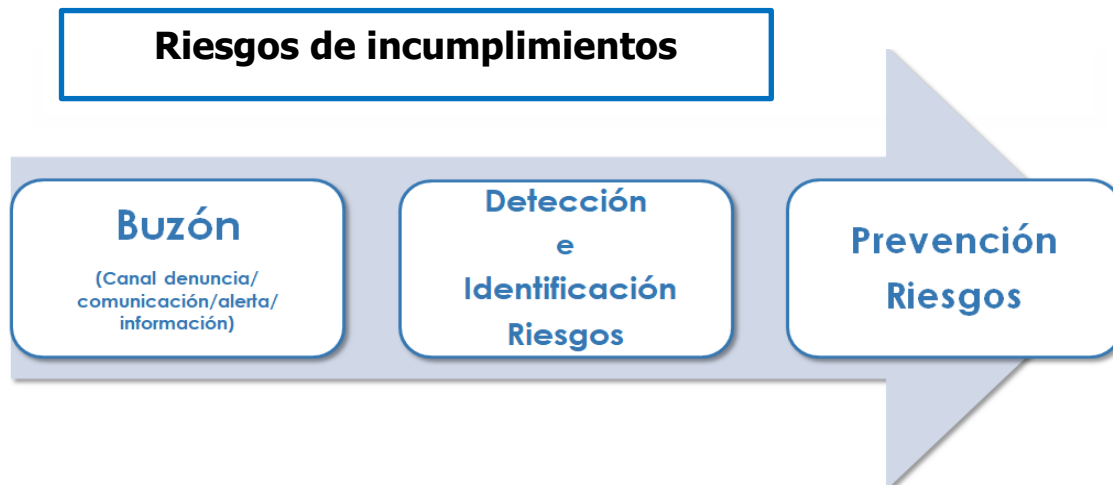 Riesgos de incumplimientos
Buzón
(Canal denuncia/
comunicación/alerta/
información)
Detección
e
Identificación
Riesgos
Prevención
Riesgos